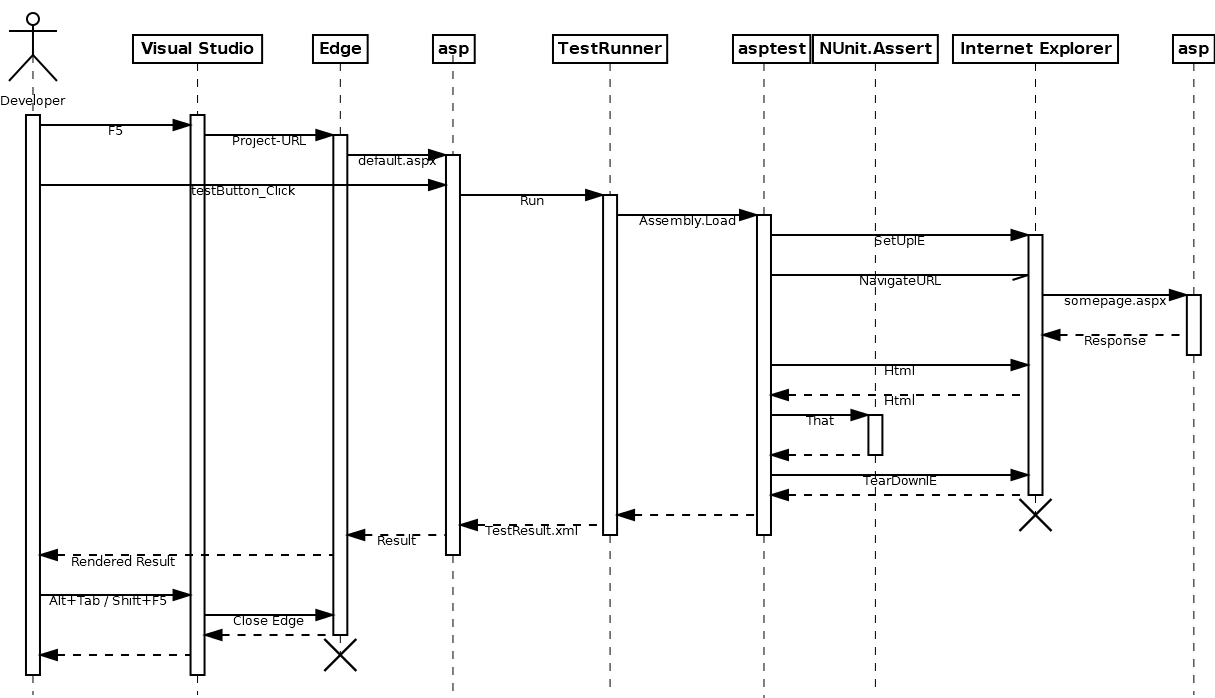 Visual Studio
Edge
asp
TestRunner
asptest
NUnit.Assert
Internet Explorer
asp
Developer
F5
Project-URL
default.aspx
testButton_Click
Run
Assembly.Load
SetUpIE
NavigateURL
somepage.aspx
Response
Html
Html
That
TearDownIE
TestResult.xml
Result
Rendered Result
Alt+Tab / Shift+F5
Close Edge